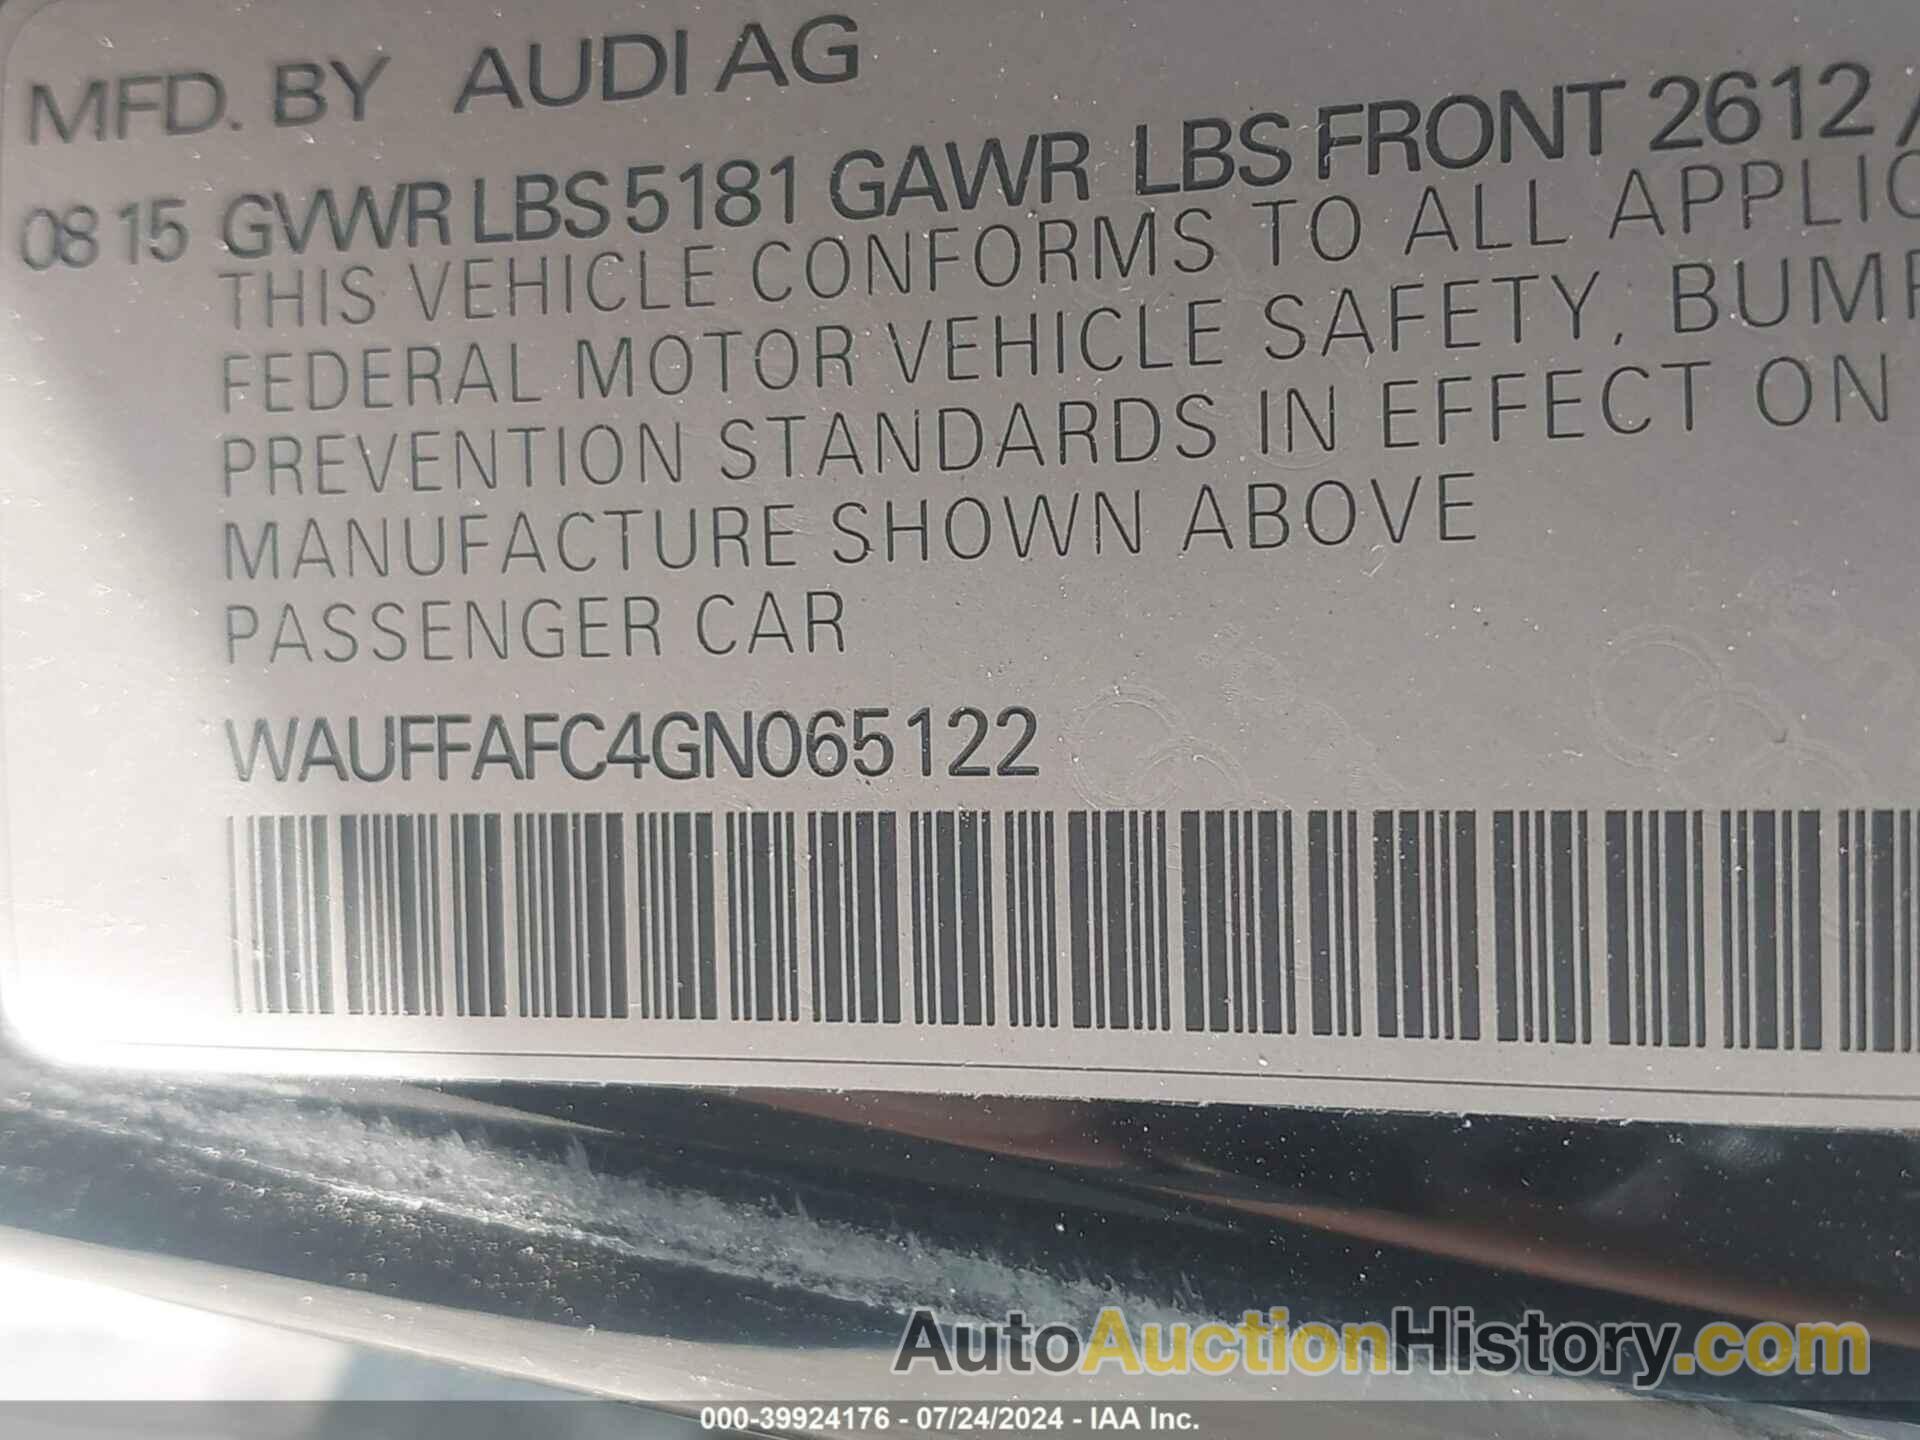 MFD. BY AUDI AG
08 15 GVWR LBS 5181 GAWR LBS FRONT 2612
THIS VEHICLE CONFORMS TO ALL APPLIC
FEDERAL MOTOR VEHICLE SAFETY, BUMP
PREVENTION STANDARDS IN EFFECT ON
MANUFACTURE SHOWN ABOVE
PASSENGER CAR
WAUFFAFC4GN065122
AutoAuctionHistory.com
000-39924176 - 07/24/2024 - IAA Inc.